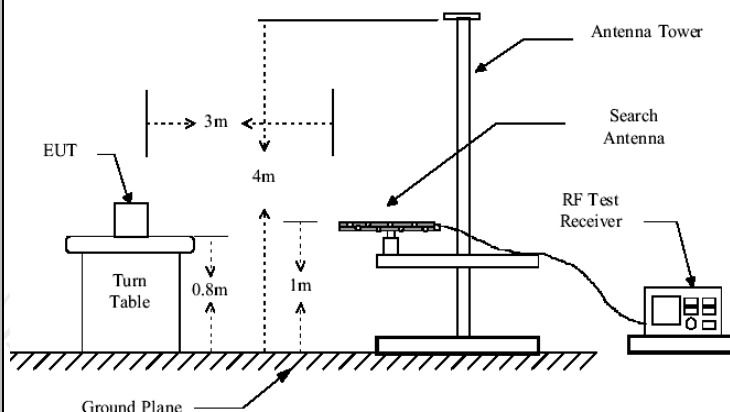 Antenna Tower
3m
Search
Antenna
EUT
4m
RF Test
Receiver
Turn
Table
0.8m
1m
Ground Plane